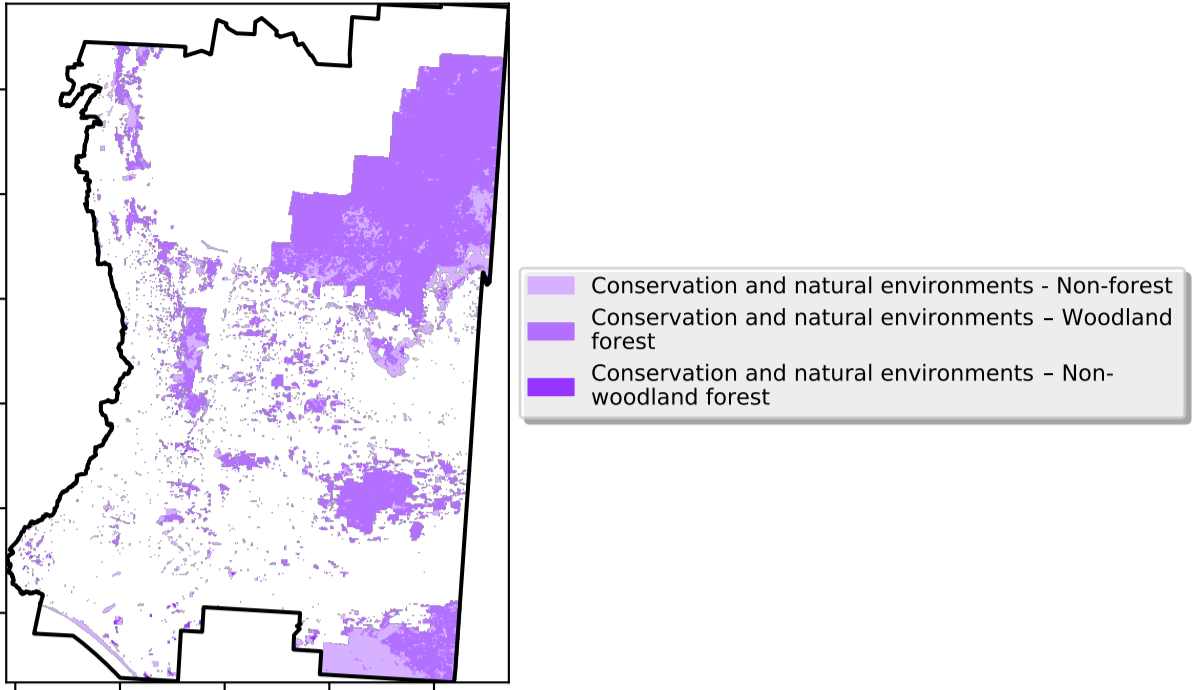 Conservation and natural environments - Non-forest
Conservation and natural environments – Woodland
forest
Conservation and natural environments – Non-
woodland forest